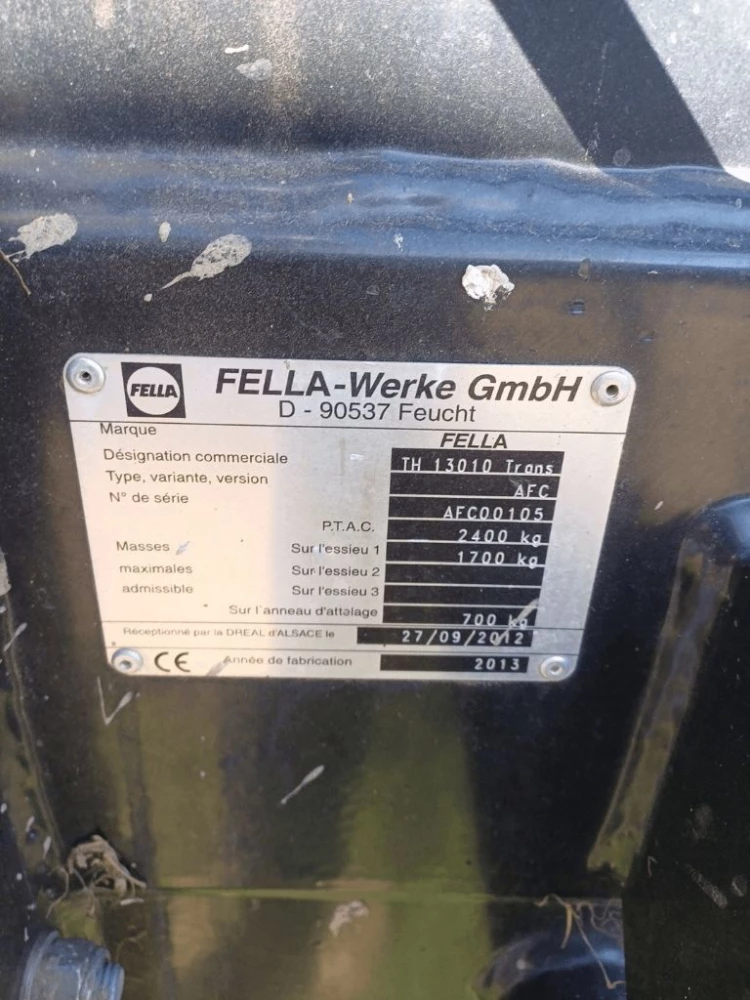 FELLA
FELLA-Werke GmbH
D - 90537 Feucht
Marque FELLA
Désignation commerciale TH 13010 Trans
Type, variante, version AFC
N° de série AFC00105
P.T.A.C. 2400 kg
Masses Sur l'essieu 1 1700 kg
maximales Sur l'essieu 2
admissible Sur l'essieu 3
Sur l'anneau d'attelage 700 kg
Réceptionné par la DREAL d'ALSACE le 27/09/2012
CE Année de fabrication 2013